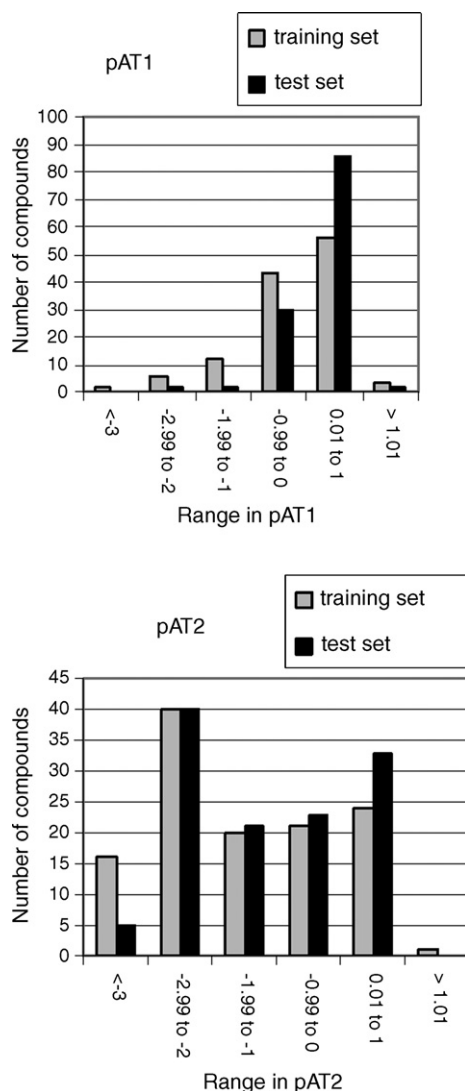 training set
test set
pAT1
100
90
80
70
60
50
40
30
20
10
0
Number of compounds
<-3
-2.99 to -2
-1.99 to -1
-0.99 to 0
0.01 to 1
> 1.01
Range in pAT1
training set
test set
pAT2
45
40
35
30
25
20
15
10
5
0
Number of compounds
<-3
-2.99 to -2
-1.99 to -1
-0.99 to 0
0.01 to 1
> 1.01
Range in pAT2